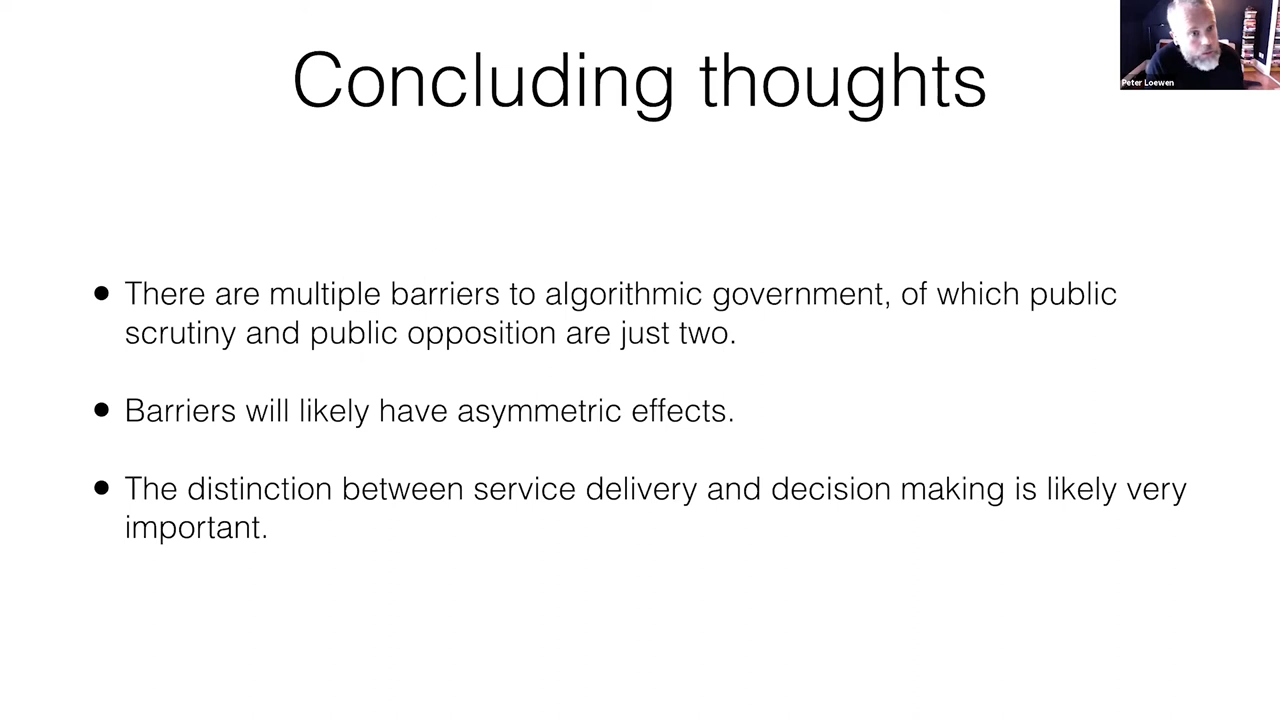 Concluding thoughts
Peter Loewen
• There are multiple barriers to algorithmic government, of which public
scrutiny and public opposition are just two.
• Barriers will likely have asymmetric effects.
• The distinction between service delivery and decision making is likely very
important.